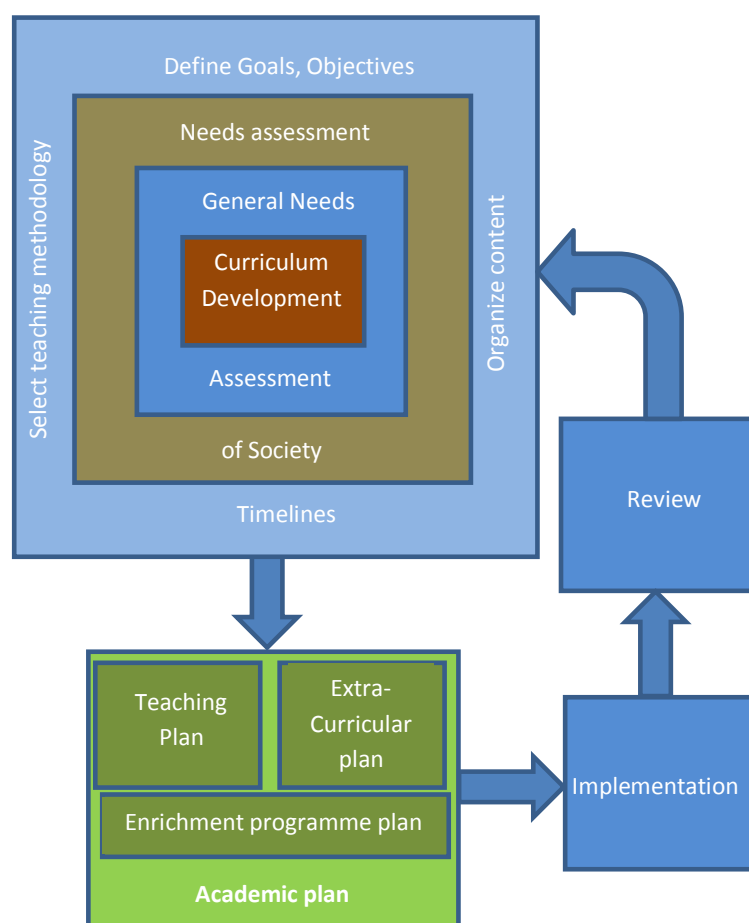 Define Goals, Objectives
Select teaching methodology
Needs assessment
General Needs
Curriculum
Development
Assessment
of Society
Organize content
Timelines
Review
Teaching
Plan
Extra-
Curricular
plan
Implementation
Enrichment programme plan
Academic plan